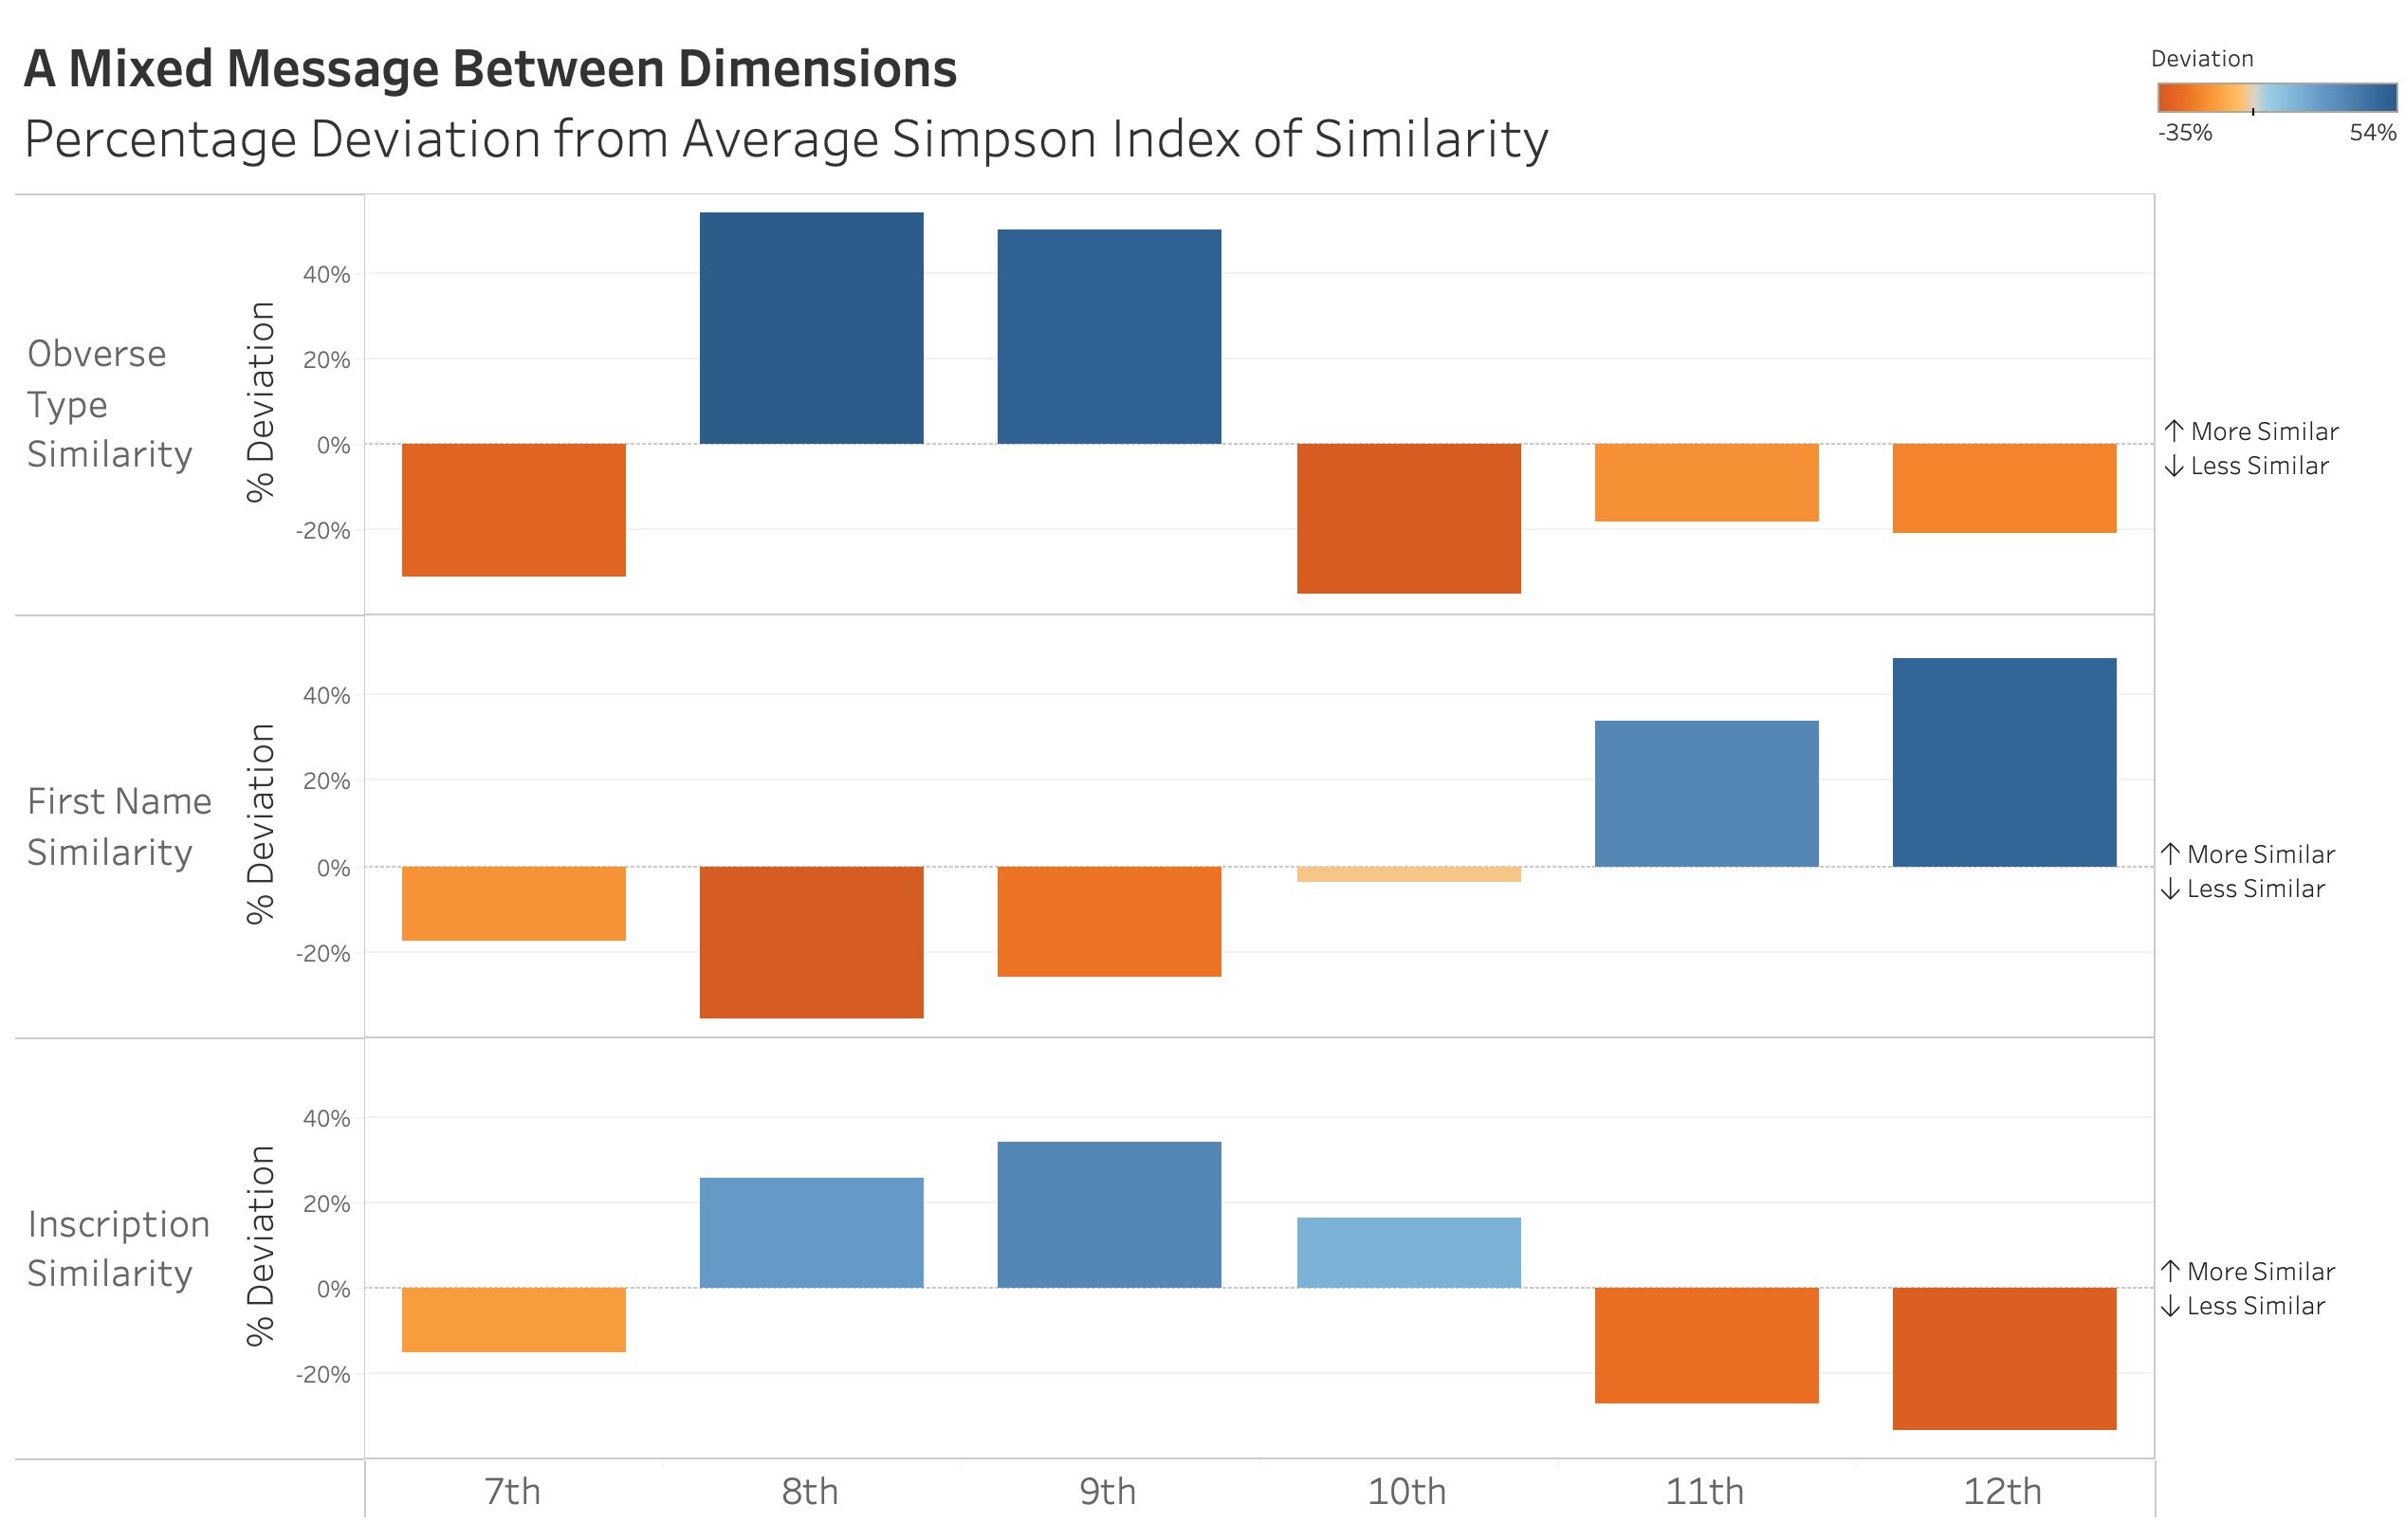 A Mixed Message Between Dimensions
Percentage Deviation from Average Simpson Index of Similarity
Deviation
-35% 54%
Obverse
Type
Similarity
% Deviation
40%
20%
0%
-20%
↑ More Similar
↓ Less Similar
First Name
Similarity
% Deviation
40%
20%
0%
-20%
↑ More Similar
↓ Less Similar
Inscription
Similarity
% Deviation
40%
20%
0%
-20%
↑ More Similar
↓ Less Similar
7th 8th 9th 10th 11th 12th